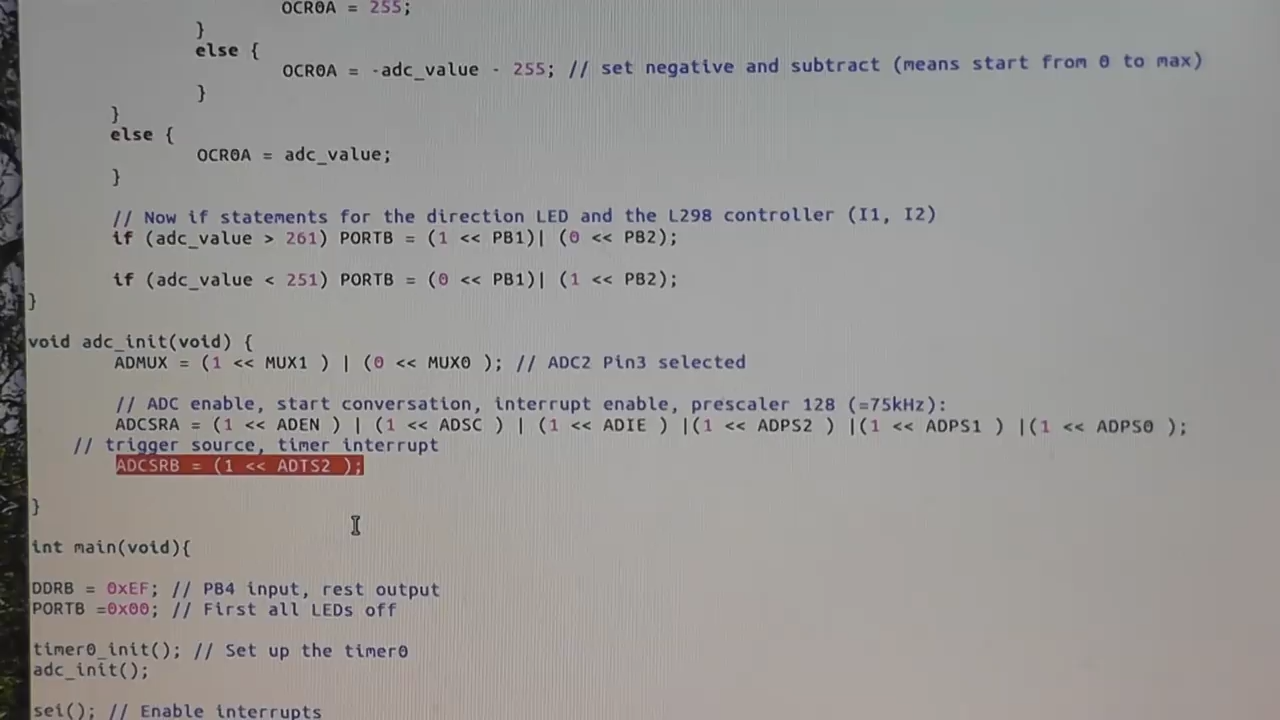 OCR0A = 255;
}
else {
OCR0A = -adc_value - 255; // set negative and subtract (means start from 0 to max)
}
}
else {
OCR0A = adc_value;
}
// Now if statements for the direction LED and the L298 controller (I1, I2)
if (adc_value > 261) PORTB = (1 << PB1)| (0 << PB2);
if (adc_value < 251) PORTB = (0 << PB1)| (1 << PB2);
}
void adc_init(void) {
ADMUX = (1 << MUX1 ) | (0 << MUX0 ); // ADC2 Pin3 selected
// ADC enable, start conversation, interrupt enable, prescaler 128 (=75kHz):
ADCSRA = (1 << ADEN ) | (1 << ADSC ) | (1 << ADIE ) |(1 << ADPS2 ) |(1 << ADPS1 ) |(1 << ADPS0 );
// trigger source, timer interrupt
ADCSRB = (1 << ADTS2 );
}
int main(void){
DDRB = 0xEF; // PB4 input, rest output
PORTB =0x00; // First all LEDs off
timer0_init(); // Set up the timer0
adc_init();
sei(); // Enable interrupts